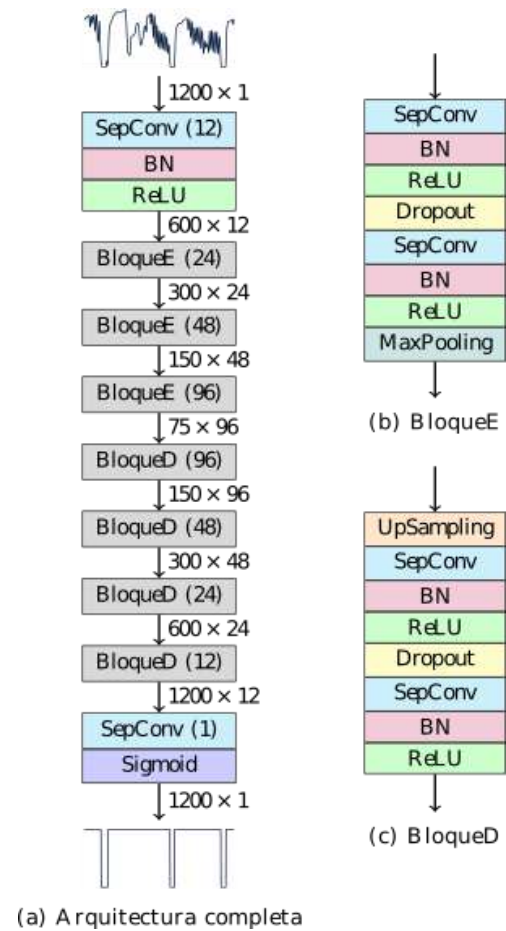 1200 × 1
SepConv (12)
BN
ReLU
600 × 12
BloqueE (24)
300 × 24
BloqueE (48)
150 × 48
BloqueE (96)
75 × 96
BloqueD (96)
150 × 96
BloqueD (48)
300 × 48
BloqueD (24)
600 × 24
BloqueD (12)
1200 × 12
SepConv (1)
Sigmoid
1200 × 1
(a) Arquitectura completa
SepConv
BN
ReLU
Dropout
SepConv
BN
ReLU
MaxPooling
(b) BloqueE
UpSampling
SepConv
BN
ReLU
Dropout
SepConv
BN
ReLU
(c) BloqueD